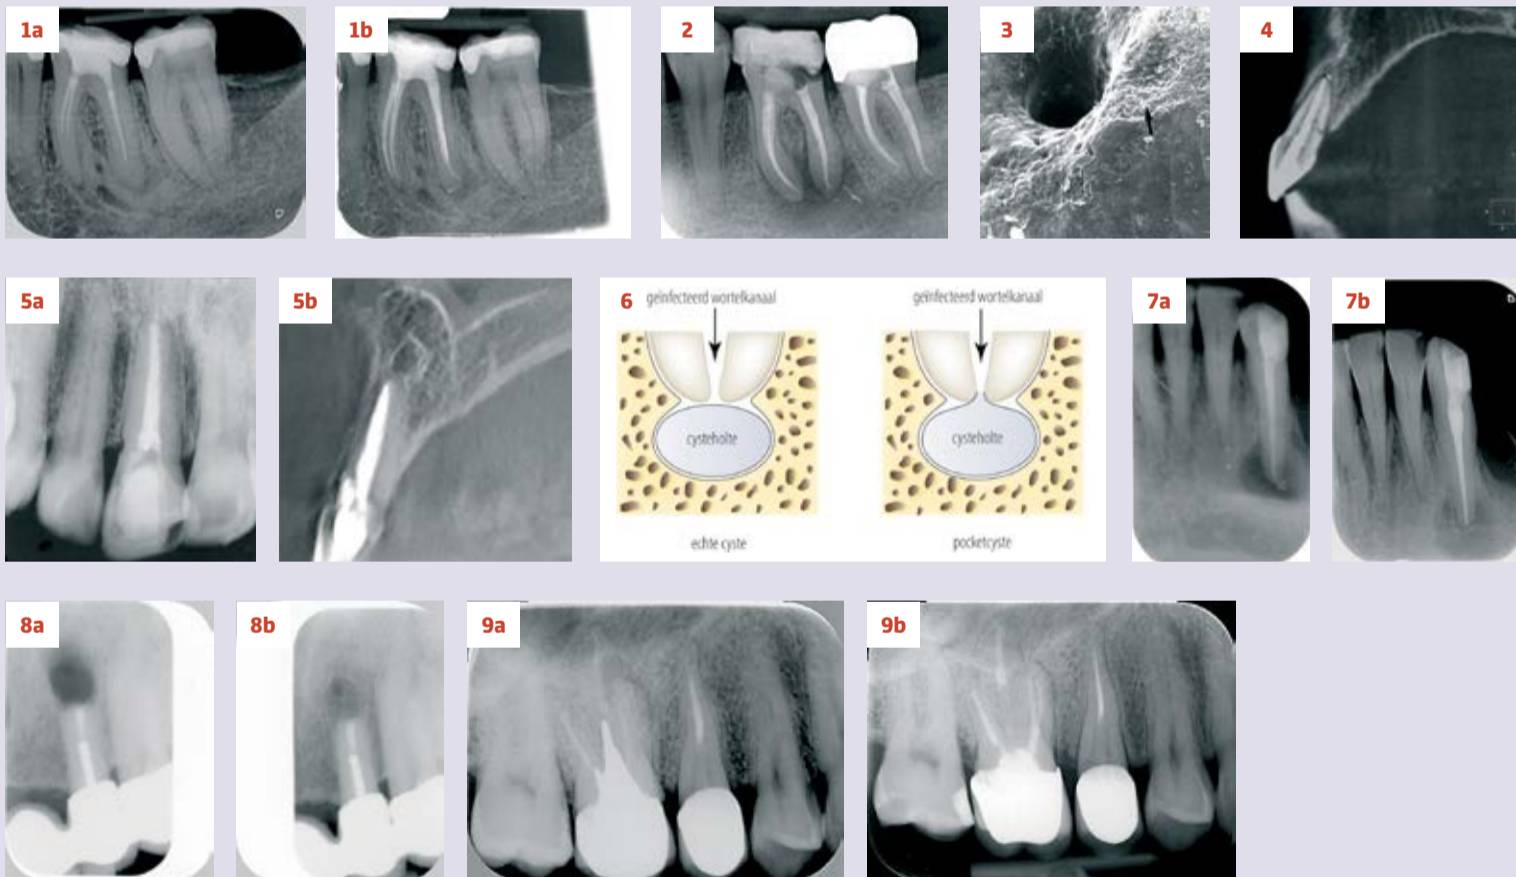 1a
1b
2
3
4
5a
5b
6
geïnfecteerd wortelkanaal
geïnfecteerd wortelkanaal
cysteholte
cysteholte
echte cyste
pocketcyste
7a
7b
8a
8b
9a
9b